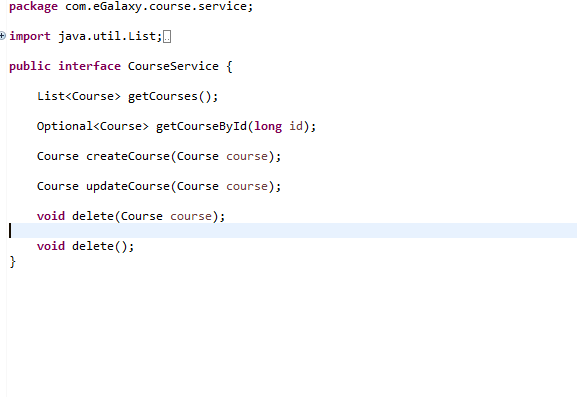 package com.eGalaxy.course.service;
import java.util.List;
public interface CourseService {
List<Course> getCourses();
Optional<Course> getCourseById(long id);
Course createCourse(Course course);
Course updateCourse(Course course);
void delete(Course course);
void delete();
}